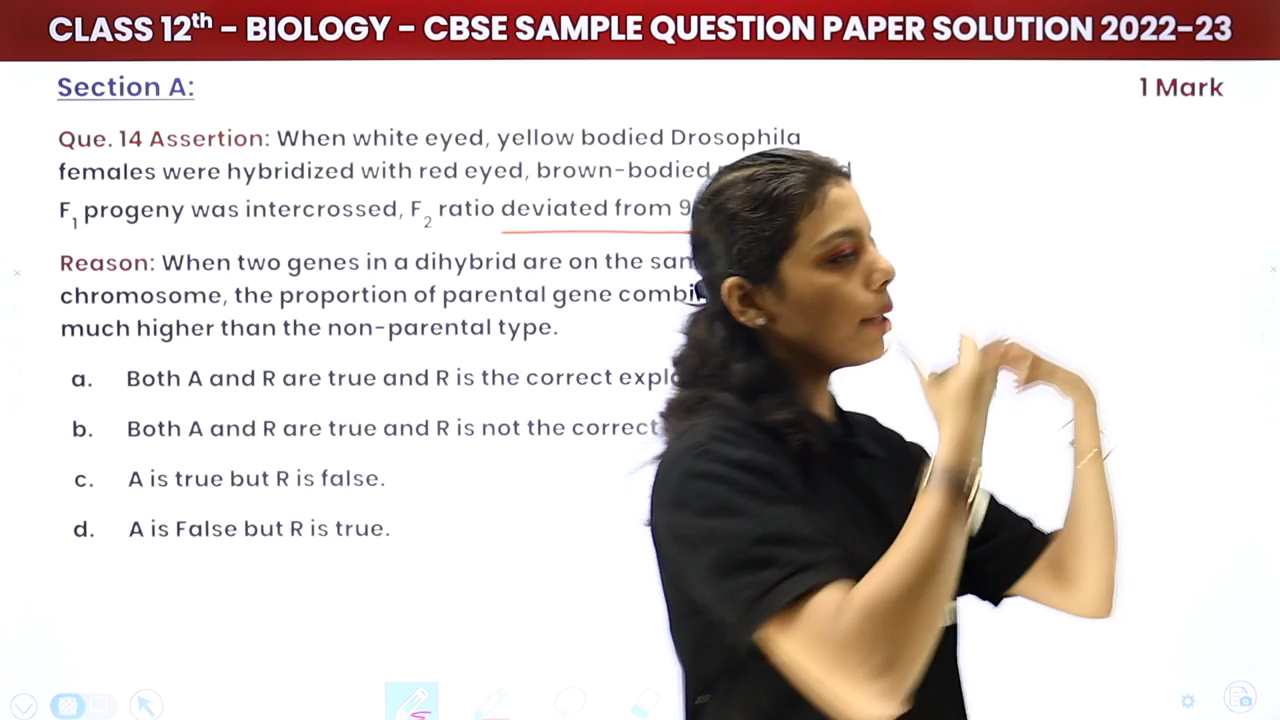 CLASS 12th – BIOLOGY – CBSE SAMPLE QUESTION PAPER SOLUTION 2022-23
Section A:
1 Mark
Que. 14 Assertion: When white eyed, yellow bodied Drosophila
females were hybridized with red eyed, brown-bodied
F1 progeny was intercrossed, F2 ratio deviated from 9
Reason: When two genes in a dihybrid are on the
chromosome, the proportion of parental gene
much higher than the non-parental type.
a. Both A and R are true and R is the correct
b. Both A and R are true and R is not the correct
c. A is true but R is false.
d. A is False but R is true.